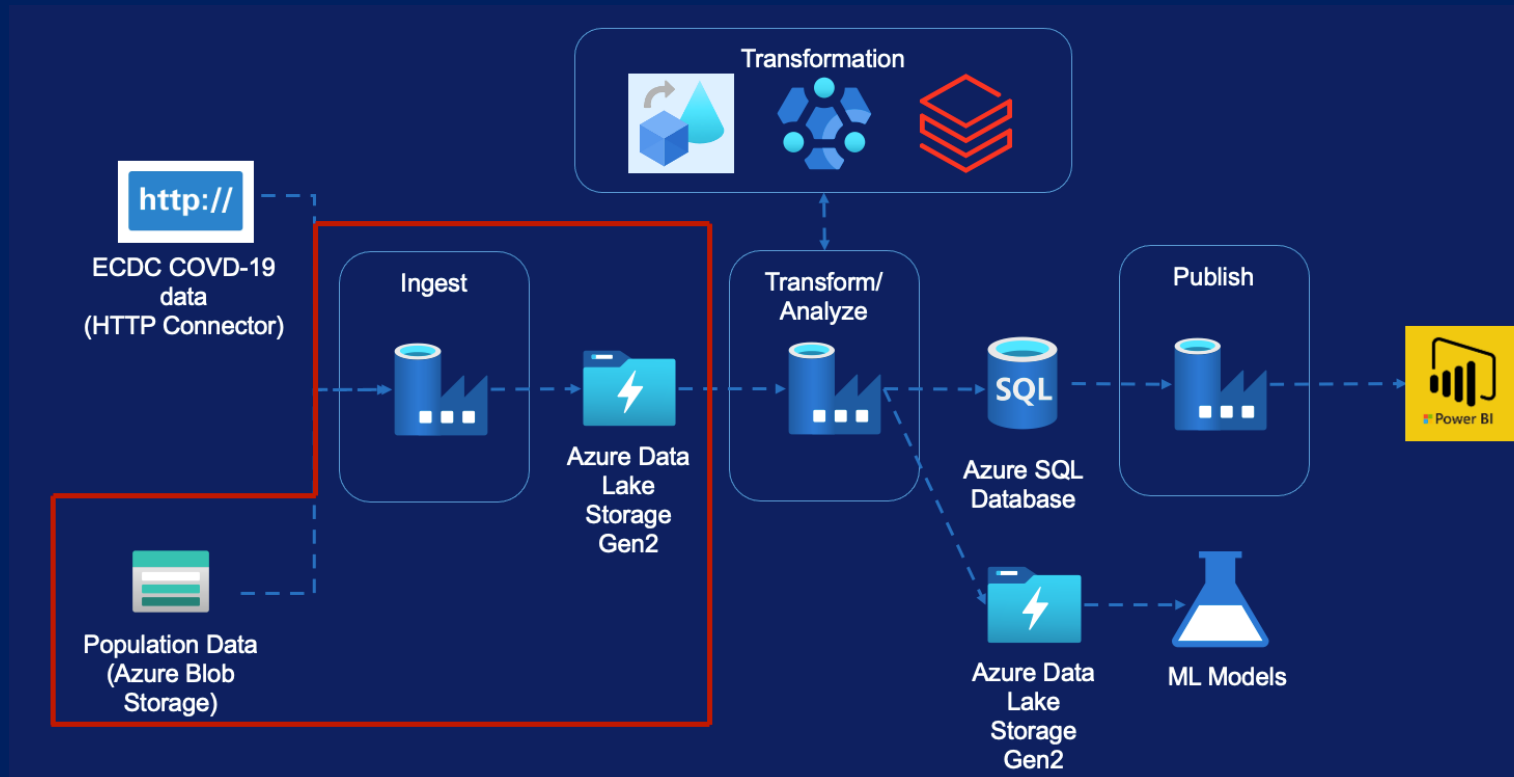 Transformation
http://
ECDC COVD-19
data
(HTTP Connector)
Ingest
Azure Data
Lake
Storage
Gen2
Population Data
(Azure Blob
Storage)
Transform/
Analyze
SQL
Azure SQL
Database
Publish
Power BI
Azure Data
Lake
Storage
Gen2
ML Models